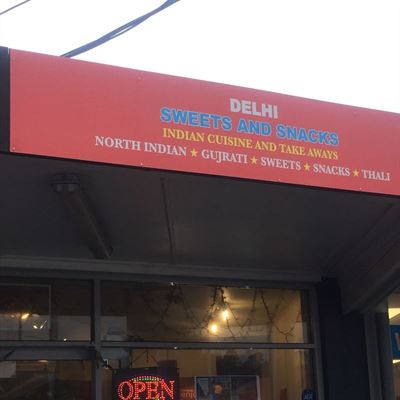 DELHI
SWEETS AND SNACKS
INDIAN CUISINE AND TAKE AWAYS
NORTH INDIAN ★ GUJRATI ★ SWEETS ★ SNACKS ★ THALI
OPEN